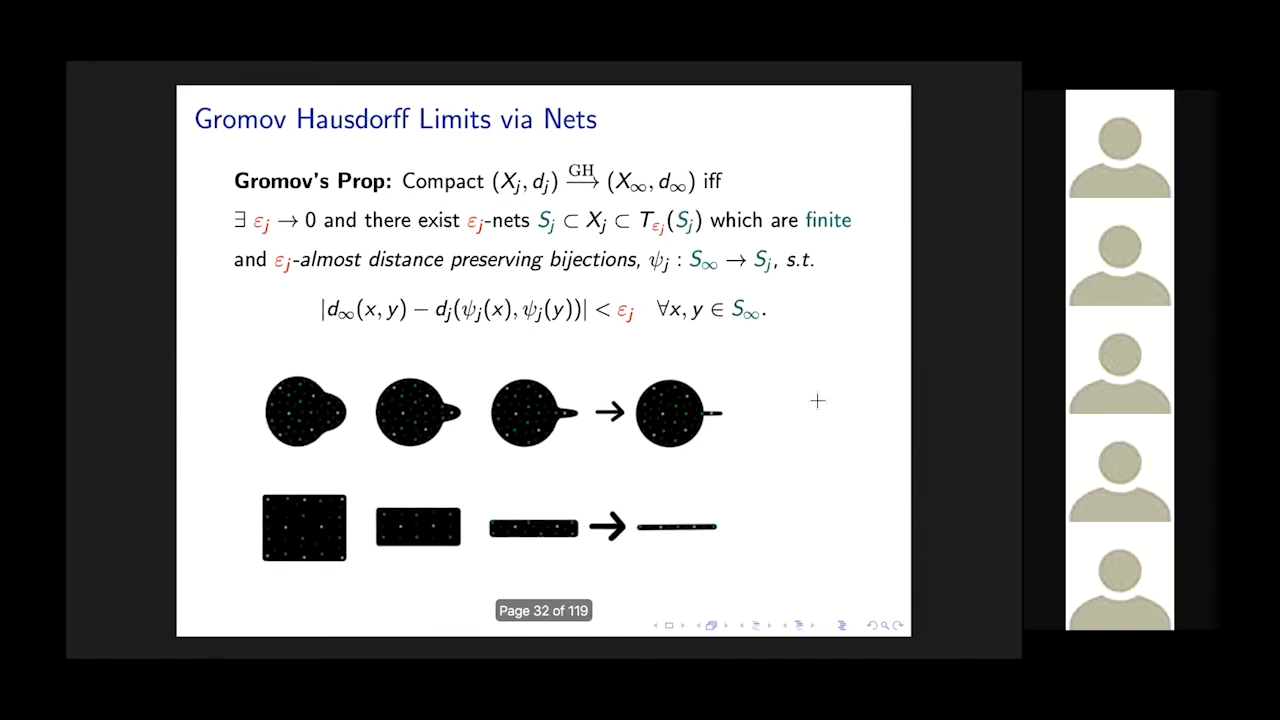 Gromov Hausdorff Limits via Nets
Gromov's Prop: Compact (X_j, d_j) \xrightarrow{GH} (X_∞, d_∞) iff
∃ ε_j → 0 and there exist ε_j-nets S_j ⊂ X_j ⊂ T_{ε_j}(S_j) which are finite
and ε_j-almost distance preserving bijections, ψ_j : S_∞ → S_j, s.t.
|d_∞(x, y) − d_j(ψ_j(x), ψ_j(y))| < ε_j ∀x, y ∈ S_∞.
Page 32 of 119